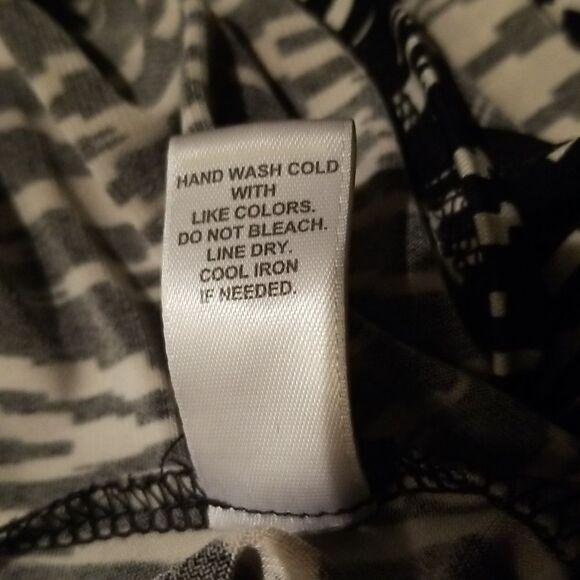 HAND WASH COLD
WITH
LIKE COLORS.
DO NOT BLEACH.
LINE DRY.
COOL IRON
IF NEEDED.